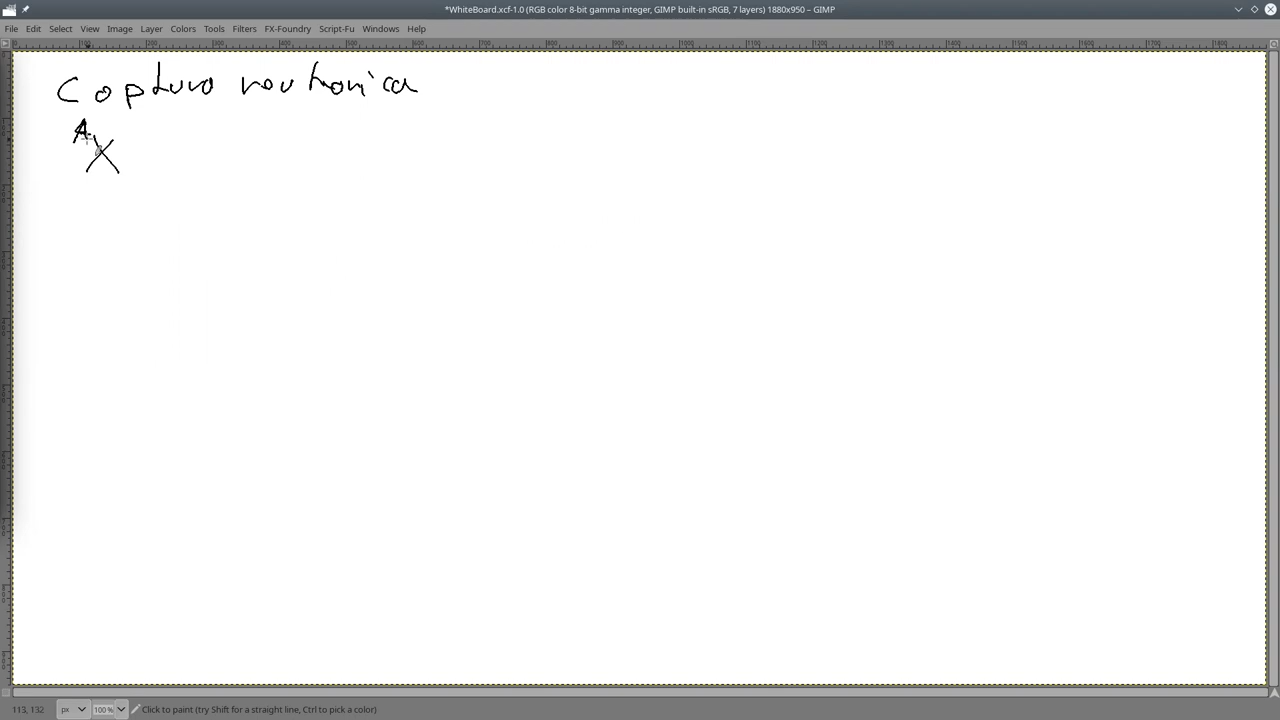 *WhiteBoard.xcf-1.0 (RGB color 8-bit gamma integer, GIMP built-in sRGB, 7 layers) 1880x950 – GIMP
File Edit Select View Image Layer Colors Tools Filters FX-Foundry Script-Fu Windows Help
Captura neutronica
A
X
113, 132 px 100% Click to paint (try Shift for a straight line, Ctrl to pick a color)